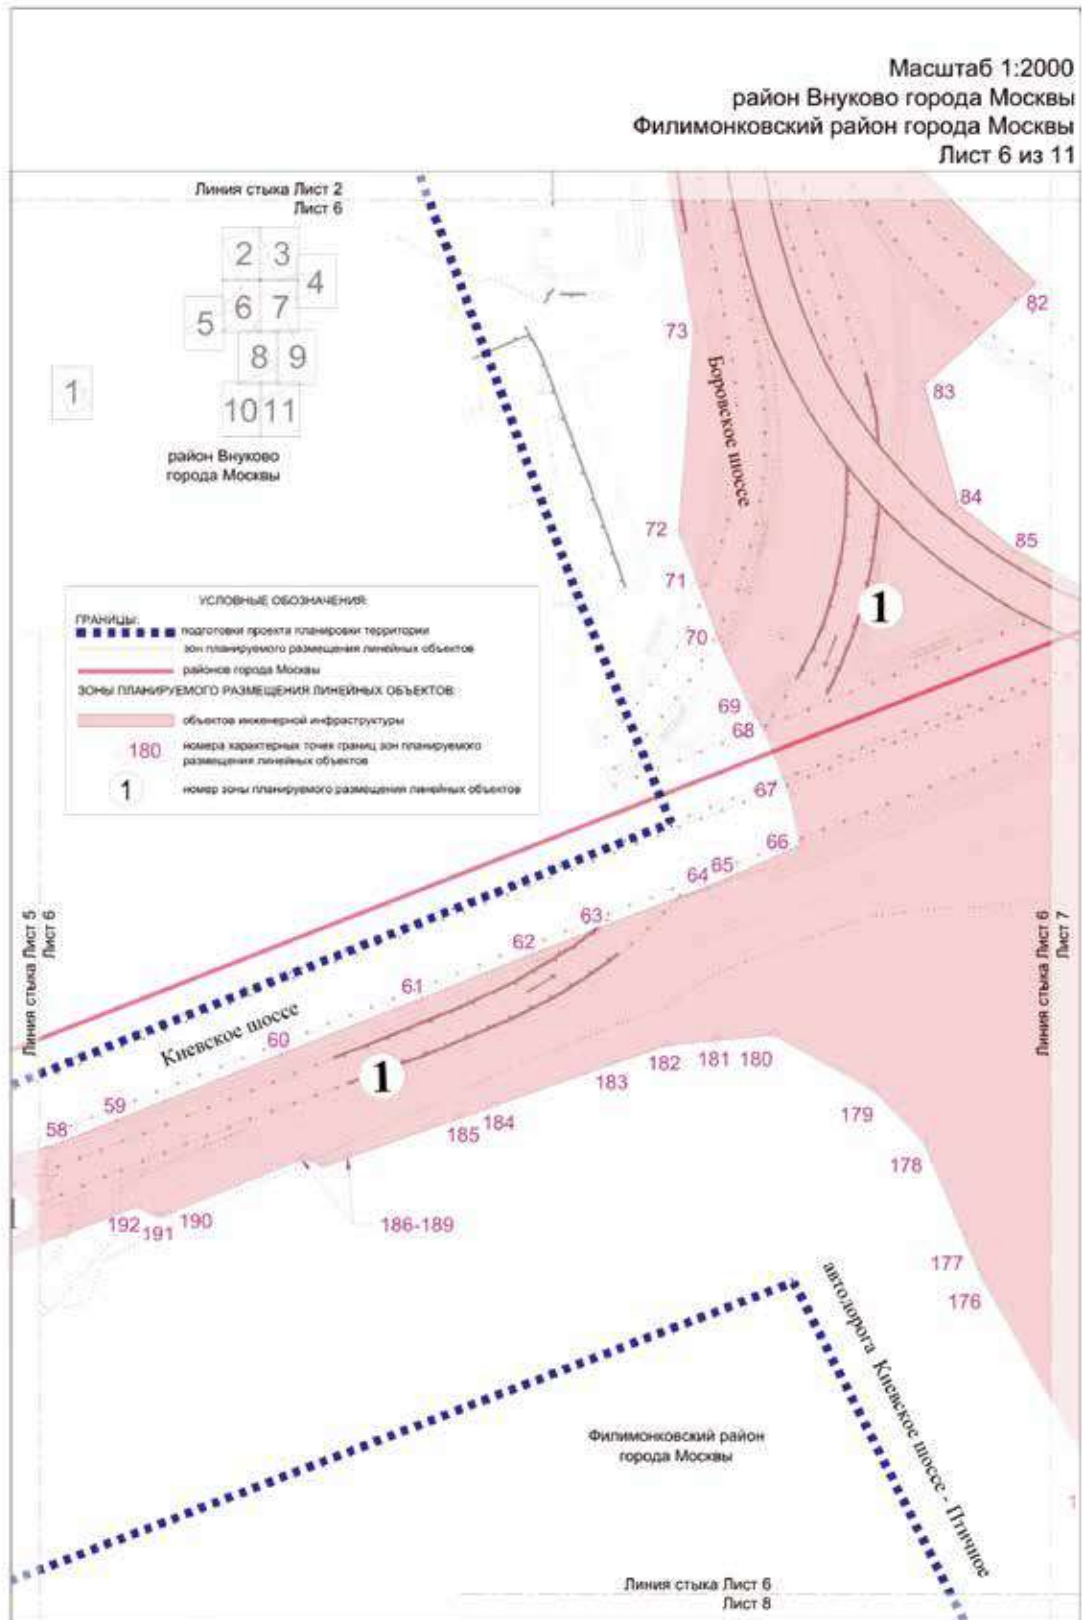 Масштаб 1:2000
район Внуково города Москвы
Филимонковский район города Москвы
Лист 6 из 11
Линия стыка Лист 2
Лист 6
2 3
4
6 7
5
8 9
1
10 11
район Внуково
города Москвы
82
73
83
Боровское шоссе
84
72
85
71
1
70
69
68
67
66
65
64
63
62
61
60
59
58
УСЛОВНЫЕ ОБОЗНАЧЕНИЯ:
ГРАНИЦЫ:
подготовки проекта планировки территории
зон планируемого размещения линейных объектов
районов города Москвы
ЗОНЫ ПЛАНИРУЕМОГО РАЗМЕЩЕНИЯ ЛИНЕЙНЫХ ОБЪЕКТОВ:
объектов инженерной инфраструктуры
180 номера характерных точек границ зон планируемого
размещения линейных объектов
1 номер зоны планируемого размещения линейных объектов
Линия стыка Лист 5
Лист 6
Киевское шоссе
Линия стыка Лист 6
Лист 7
1
183
182
181
180
179
178
185
184
192
191
190
186-189
177
176
автодорога Киевское шоссе - Птичное
Филимонковский район
города Москвы
Линия стыка Лист 6
Лист 8